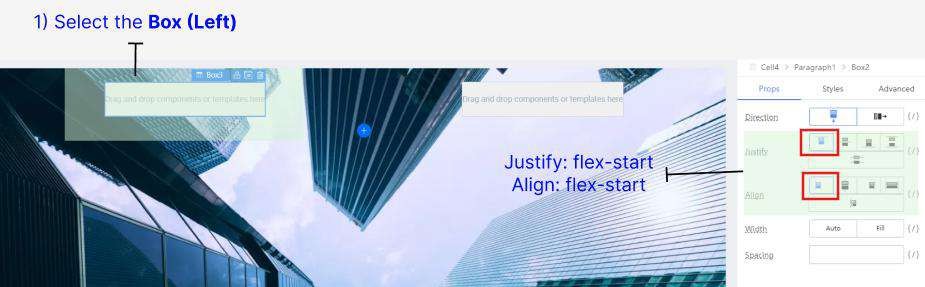 1) Select the Box (Left)
Box3
Drag and drop components or templates here
Drag and drop components or templates here
Justify: flex-start
Align: flex-start
Cell4 > Paragraph1 > Box2
Props Styles Advanced
Direction {/}
Justify {/}
Align {/}
Width Auto Fill {/}
Spacing {/}